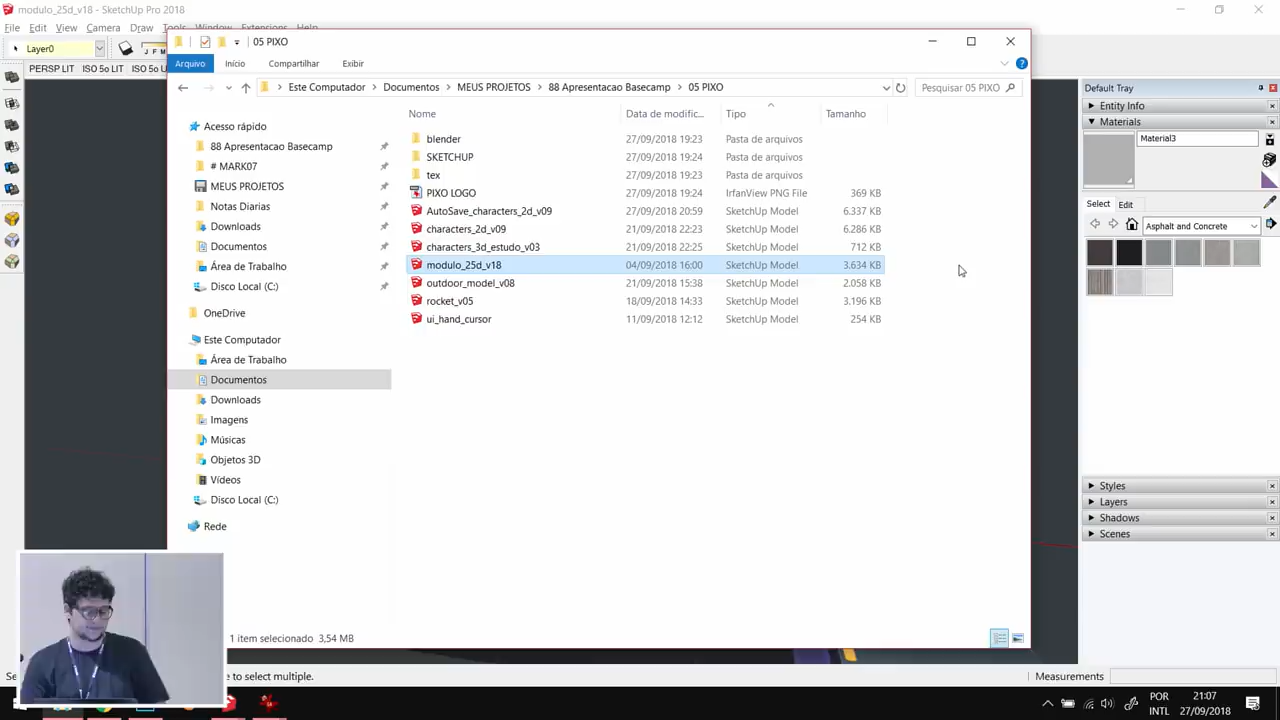 modulo_25d_v18 - SketchUp Pro 2018
File Edit View Camera Draw Tools Window Extensions Help
Layer0
J F M
PERSP LIT ISO 5o LIT ISO 5o U
05 PIXO
Arquivo Início Compartilhar Exibir
Este Computador Documentos MEUS PROJETOS 88 Apresentacao Basecamp 05 PIXO
Pesquisar 05 PIXO
Nome Data de modific... Tipo Tamanho
blender 27/09/2018 19:23 Pasta de arquivos
SKETCHUP 27/09/2018 19:24 Pasta de arquivos
tex 27/09/2018 19:23 Pasta de arquivos
PIXO LOGO 27/09/2018 19:24 IrfanView PNG File 369 KB
AutoSave_characters_2d_v09 27/09/2018 20:59 SketchUp Model 6.337 KB
characters_2d_v09 21/09/2018 22:23 SketchUp Model 6.286 KB
characters_3d_estudo_v03 21/09/2018 22:25 SketchUp Model 712 KB
modulo_25d_v18 04/09/2018 16:00 SketchUp Model 3.634 KB
outdoor_model_v08 21/09/2018 15:38 SketchUp Model 2.058 KB
rocket_v05 18/09/2018 14:33 SketchUp Model 3.196 KB
ui_hand_cursor 11/09/2018 12:12 SketchUp Model 254 KB
Acesso rápido
88 Apresentacao Basecamp
# MARK07
MEUS PROJETOS
Notas Diarias
Downloads
Documentos
Área de Trabalho
Disco Local (C:)
OneDrive
Este Computador
Área de Trabalho
Documentos
Downloads
Imagens
Músicas
Objetos 3D
Vídeos
Disco Local (C:)
Rede
1 item selecionado 3,54 MB
Default Tray
Entity Info
Materials
Material3
Select Edit
Asphalt and Concrete
Styles
Layers
Shadows
Scenes
e to select multiple.
Measurements
POR
INTL
21:07
27/09/2018